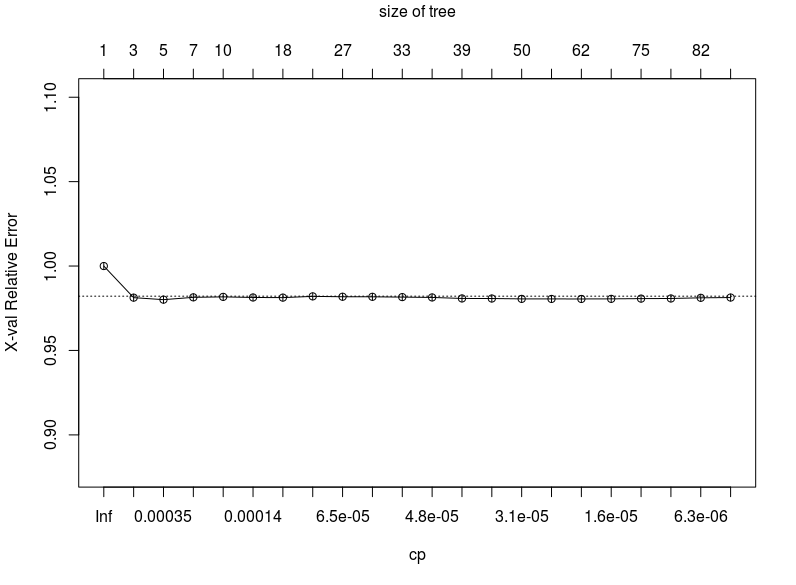 size of tree
1 3 5 7 10 18 27 33 39 50 62 75 82
1.10
1.05
1.00
0.95
0.90
X-val Relative Error
Inf 0.00035 0.00014 6.5e-05 4.8e-05 3.1e-05 1.6e-05 6.3e-06
cp